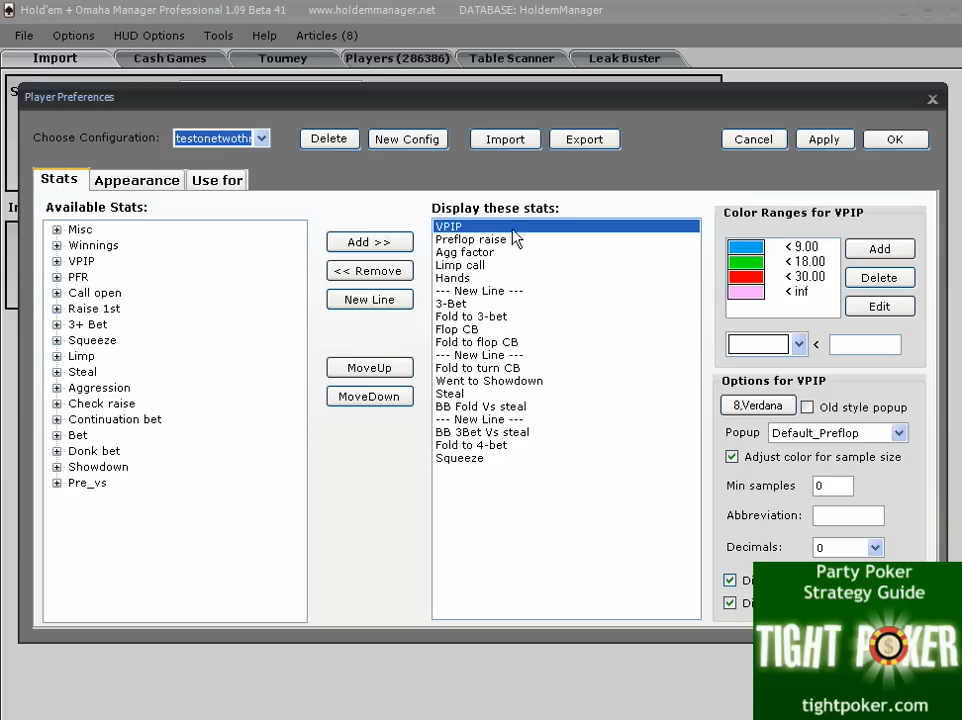 Hold'em + Omaha Manager Professional 1.09 Beta 41 www.holdemmanager.net DATABASE: HoldemManager
File Options HUD Options Tools Help Articles (8)
Import Cash Games Tourney Players (286386) Table Scanner Leak Buster
Player Preferences
Choose Configuration: testonetwothr Delete New Config Import Export Cancel Apply OK
Stats Appearance Use for
Available Stats:
Misc
Winnings
VPIP
PFR
Call open
Raise 1st
3+ Bet
Squeeze
Limp
Steal
Aggression
Check raise
Continuation bet
Bet
Donk bet
Showdown
Pre_vs
Add >>
<< Remove
New Line
MoveUp
MoveDown
Display these stats:
VPIP
Preflop raise
Agg factor
Limp call
Hands
--- New Line ---
3-Bet
Fold to 3-bet
Flop CB
Fold to flop CB
--- New Line ---
Fold to turn CB
Went to Showdown
Steal
BB Fold Vs steal
--- New Line ---
BB 3Bet Vs steal
Fold to 4-bet
Squeeze
Color Ranges for VPIP
< 9.00
< 18.00
< 30.00
< inf
Add
Delete
Edit
<
Options for VPIP
8,Verdana Old style popup
Popup Default_Preflop
Adjust color for sample size
Min samples 0
Abbreviation:
Decimals: 0
Party Poker
Strategy Guide
TIGHT POKER
tightpoker.com